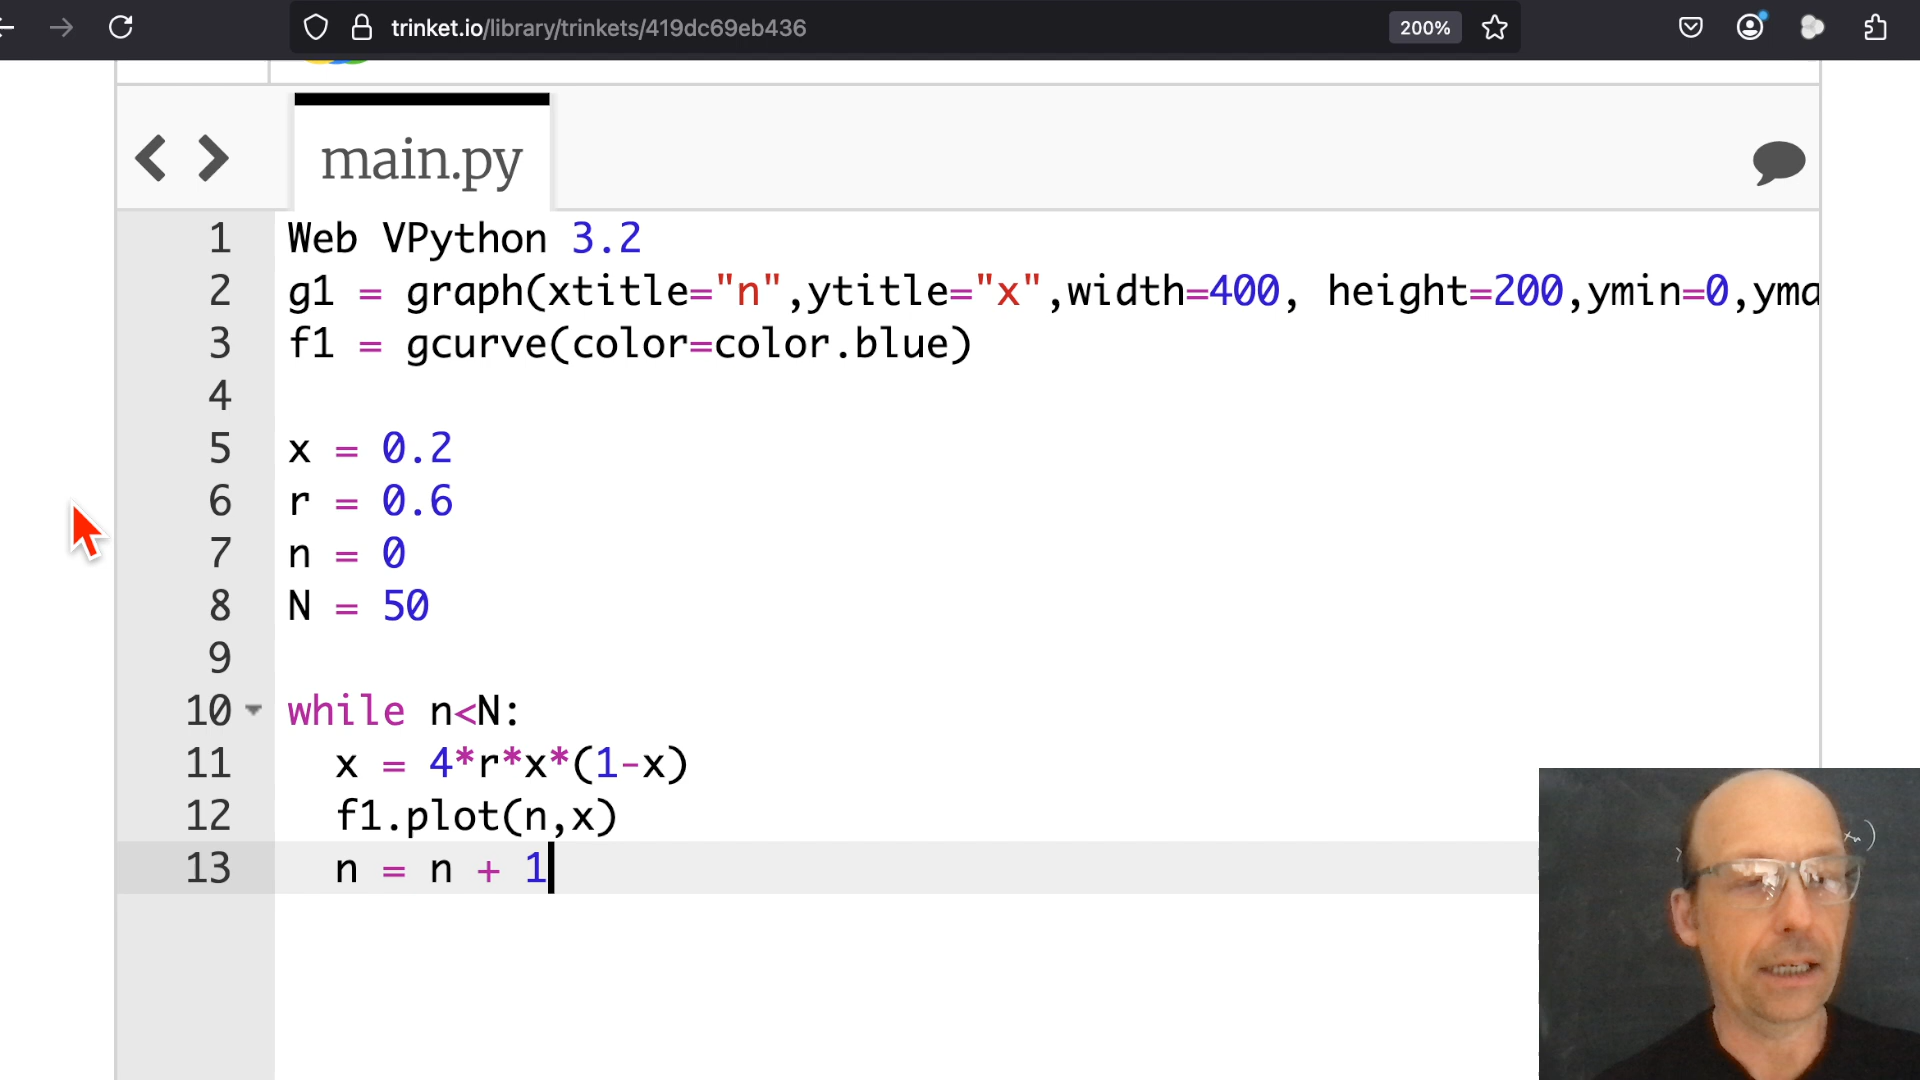 trinket.io/library/trinkets/419dc69eb436
200%
main.py
1 Web VPython 3.2
2 g1 = graph(xtitle="n",ytitle="x",width=400, height=200,ymin=0,yma
3 f1 = gcurve(color=color.blue)
4
5 x = 0.2
6 r = 0.6
7 n = 0
8 N = 50
9
10 while n<N:
11 x = 4*r*x*(1-x)
12 f1.plot(n,x)
13 n = n + 1